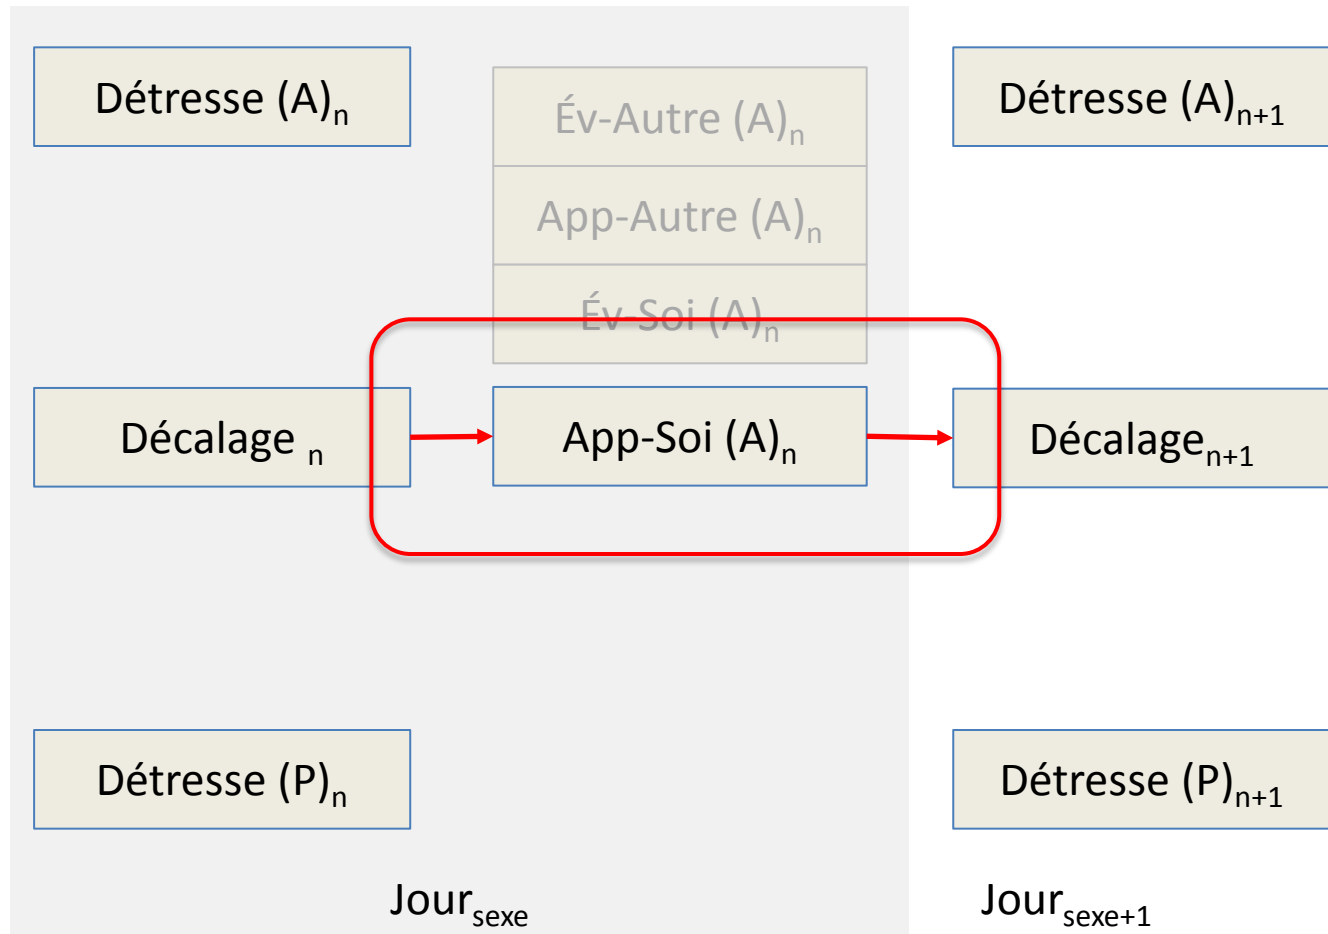 Détresse (A)n
Év-Autre (A)n
Détresse (A)n+1
App-Autre (A)n
Év-Soi (A)n
Décalage n
App-Soi (A)n
Décalagen+1
Détresse (P)n
Détresse (P)n+1
Joursexe
Joursexe+1